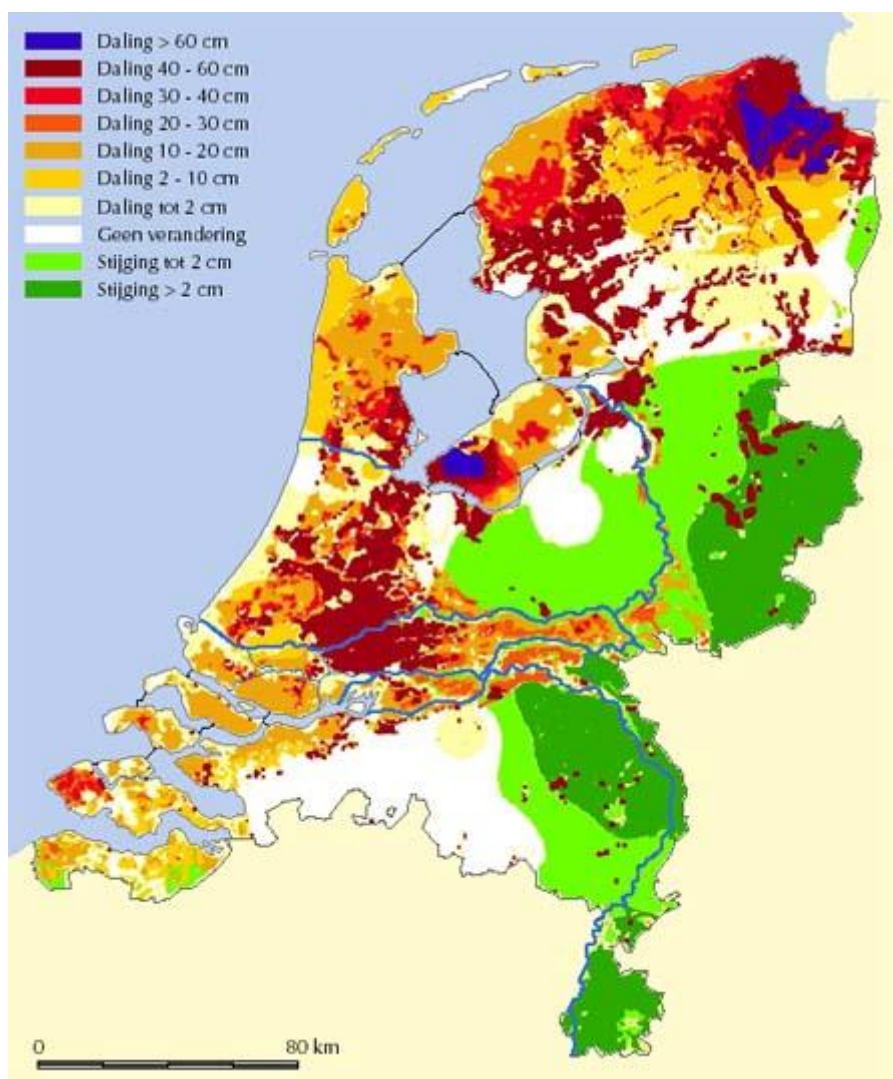 Daling > 60 cm
Daling 40 - 60 cm
Daling 30 - 40 cm
Daling 20 - 30 cm
Daling 10 - 20 cm
Daling 2 - 10 cm
Daling tot 2 cm
Geen verandering
Stijging tot 2 cm
Stijging > 2 cm
0 80 km